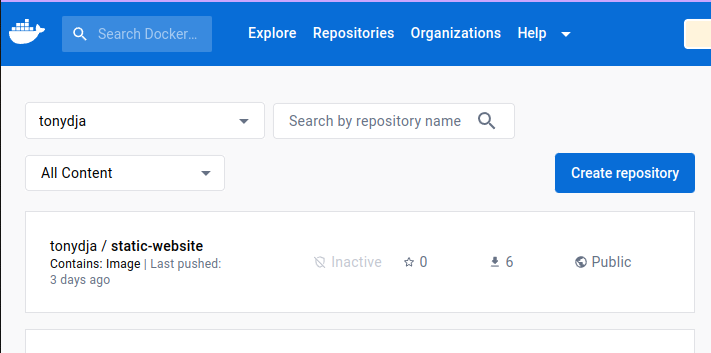 Search Docker...
Explore Repositories Organizations Help
tonydja
Search by repository name
All Content
Create repository
tonydja / static-website
Contains: Image | Last pushed:
3 days ago
Inactive
0
6
Public